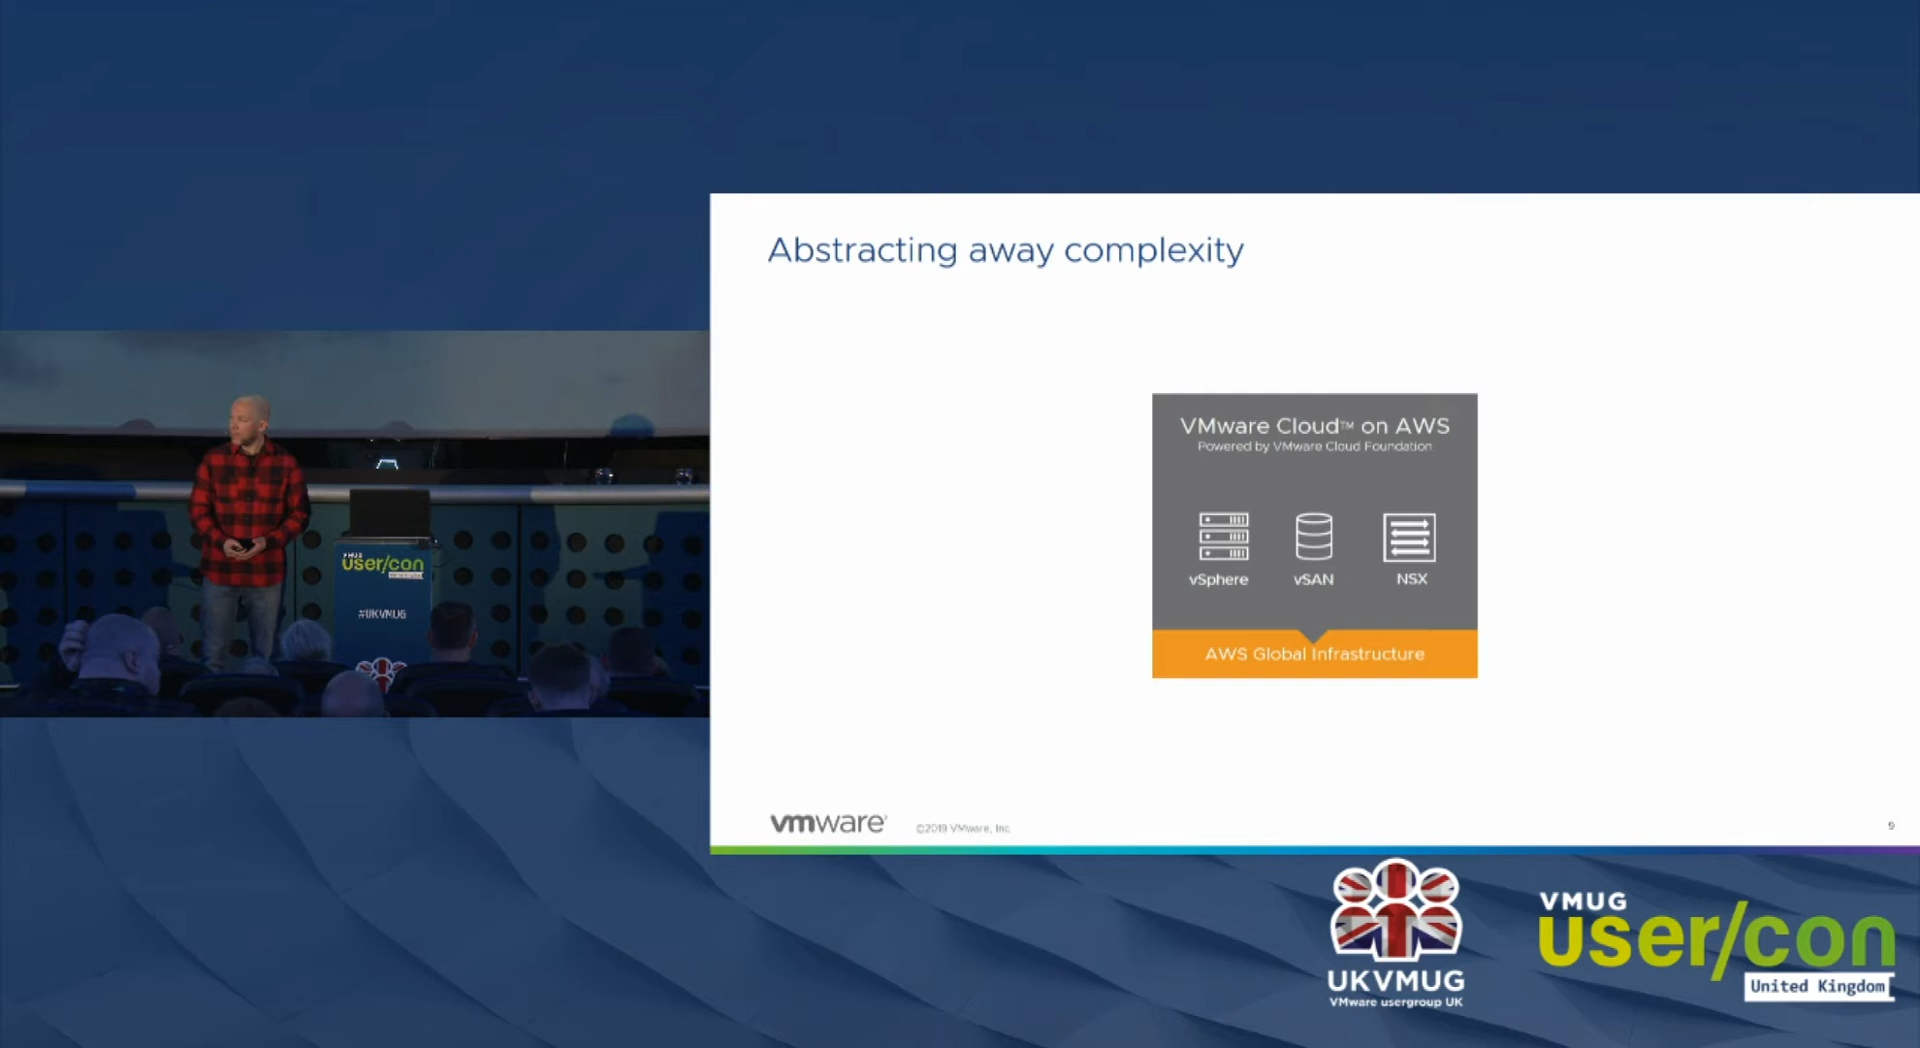 Abstracting away complexity
VMware Cloud™ on AWS
Powered by VMware Cloud Foundation
vSphere vSAN NSX
AWS Global Infrastructure
vmware® ©2019 VMware, Inc.
9
VMUG
user/con
#UKVMUG
UKVMUG
VMware usergroup UK
VMUG
user/con
United Kingdom